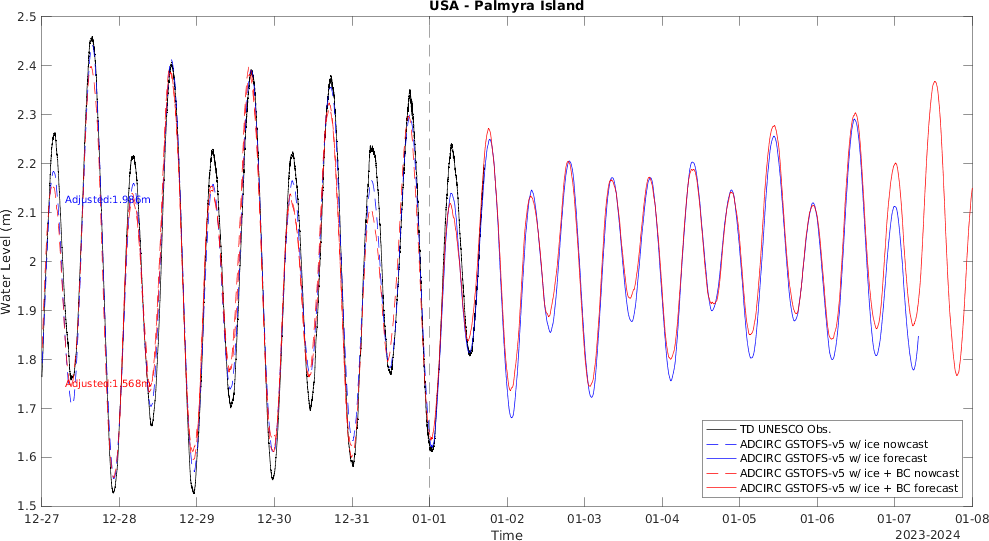 USA - Palmyra Island
2.5
2.4
2.3
2.2
2.1
2
1.9
1.8
1.7
1.6
1.5
Water Level (m)
Adjusted:1.986m
Adjusted:1.568m
TD UNESCO Obs.
ADCIRC GSTOFS-v5 w/ ice nowcast
ADCIRC GSTOFS-v5 w/ ice forecast
ADCIRC GSTOFS-v5 w/ ice + BC nowcast
ADCIRC GSTOFS-v5 w/ ice + BC forecast
12-27 12-28 12-29 12-30 12-31 01-01 01-02 01-03 01-04 01-05 01-06 01-07 01-08
Time
2023-2024